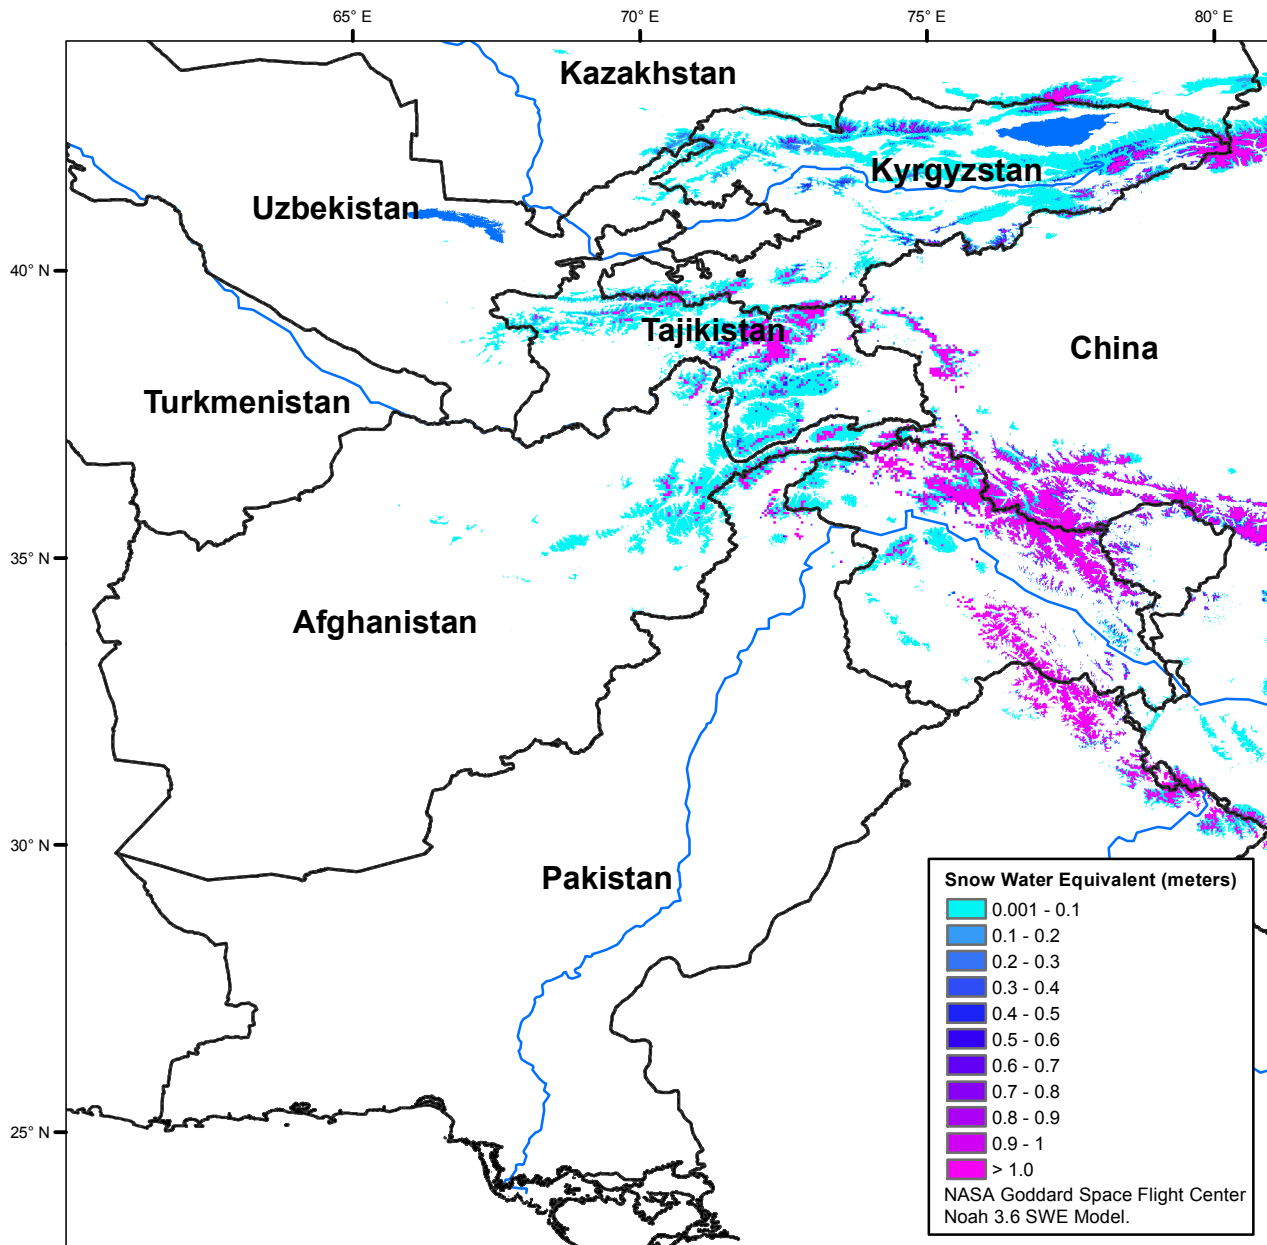 65° E
70° E
75° E
80° E
Kazakhstan
Kyrgyzstan
Uzbekistan
40° N
Tajikistan
China
Turkmenistan
35° N
Afghanistan
30° N
Pakistan
25° N
Snow Water Equivalent (meters)
0.001 - 0.1
0.1 - 0.2
0.2 - 0.3
0.3 - 0.4
0.4 - 0.5
0.5 - 0.6
0.6 - 0.7
0.7 - 0.8
0.8 - 0.9
0.9 - 1
> 1.0
NASA Goddard Space Flight Center
Noah 3.6 SWE Model.